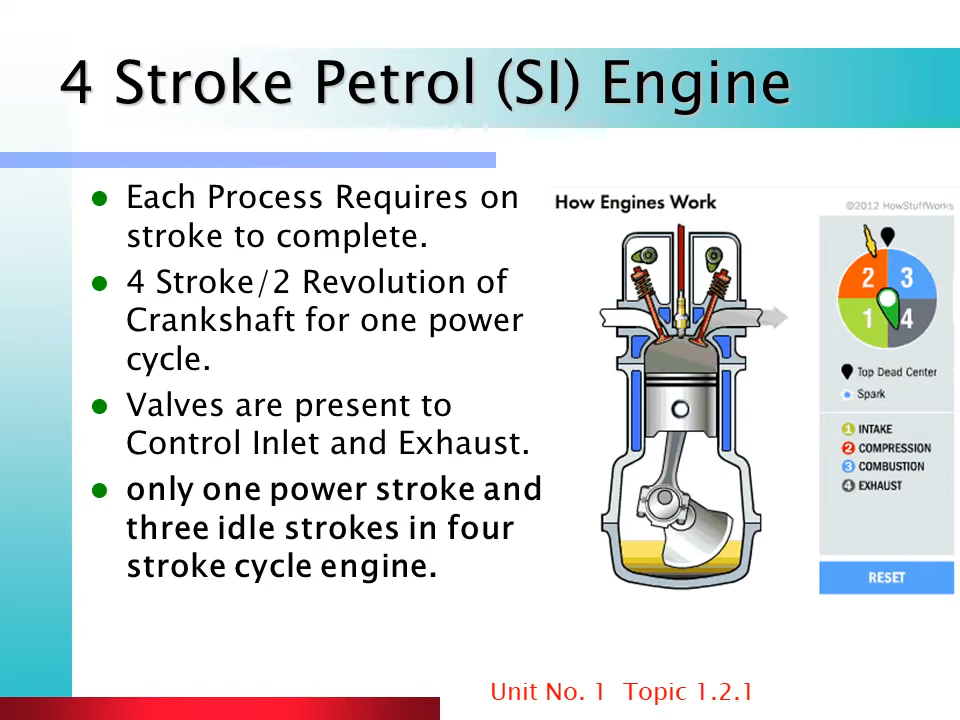 4 Stroke Petrol (SI) Engine
Each Process Requires on
stroke to complete.
4 Stroke/2 Revolution of
Crankshaft for one power
cycle.
Valves are present to
Control Inlet and Exhaust.
only one power stroke and
three idle strokes in four
stroke cycle engine.
How Engines Work
©2012 HowStuffWorks
2 3
1 4
Top Dead Center
Spark
1 INTAKE
2 COMPRESSION
3 COMBUSTION
4 EXHAUST
RESET
Unit No. 1 Topic 1.2.1